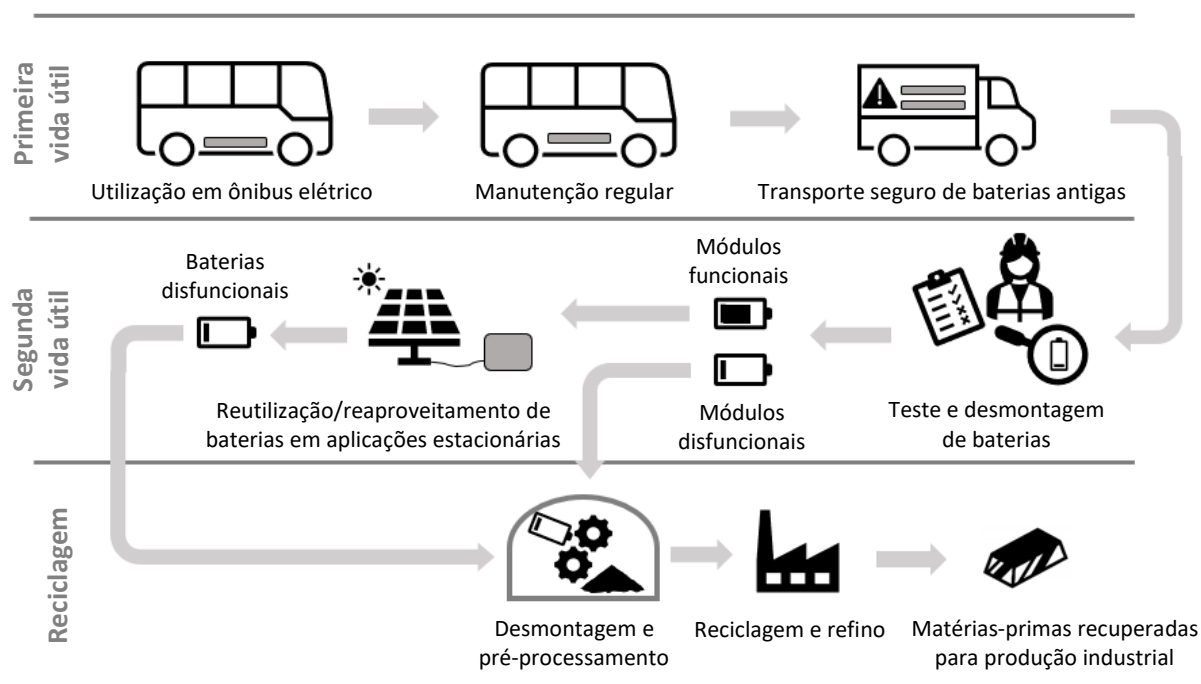 Primeira
vida útil
Utilização em ônibus elétrico
Manutenção regular
Transporte seguro de baterias antigas
Segunda
vida útil
Baterias
disfuncionais
Reutilização/reaproveitamento de
baterias em aplicações estacionárias
Módulos
funcionais
Módulos
disfuncionais
Teste e desmontagem
de baterias
Reciclagem
Desmontagem e
pré-processamento
Reciclagem e refino
Matérias-primas recuperadas
para produção industrial